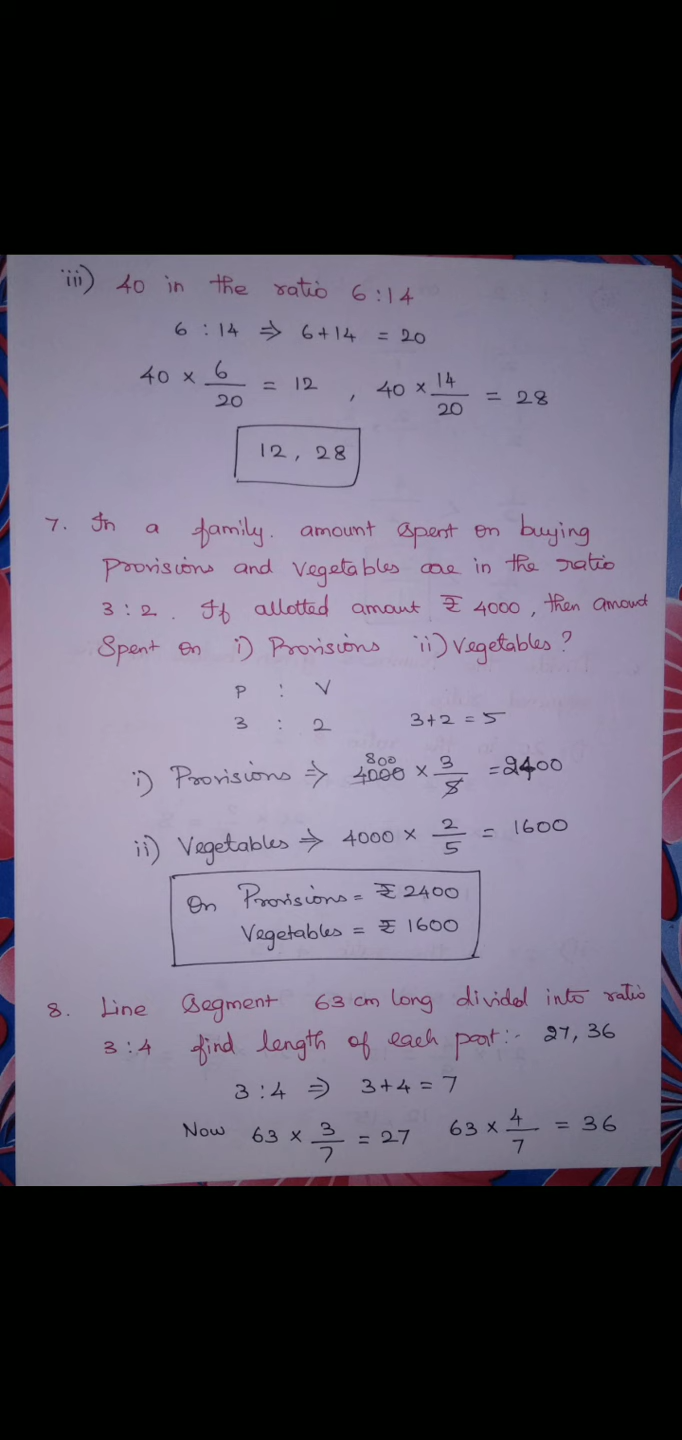 iii) 40 in the ratio 6:14
6 : 14 ⇒ 6+14 = 20
40 × 6/20 = 12 , 40 × 14/20 = 28
12, 28
7. In a family. amount spent on buying
provisions and vegetables are in the ratio
3:2. If allotted amount ₹ 4000, then amount
Spent on i) Provisions ii) Vegetables?
P : V
3 : 2 3+2 = 5
i) Provisions ⇒ 4000 800 × 3/5 = 2400
ii) Vegetables ⇒ 4000 × 2/5 = 1600
On Provisions = ₹ 2400
Vegetables = ₹ 1600
8. Line Segment 63 cm long divided into ratio
3:4 find length of each part:- 27, 36
3:4 ⇒ 3+4 = 7
Now 63 × 3/7 = 27 63 × 4/7 = 36